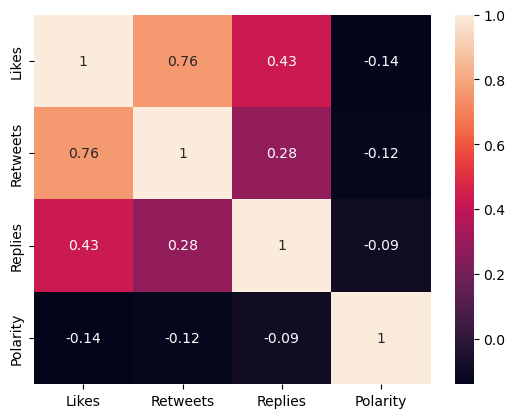 Likes 1 0.76 0.43 -0.14
Retweets 0.76 1 0.28 -0.12
Replies 0.43 0.28 1 -0.09
Polarity -0.14 -0.12 -0.09 1
Likes Retweets Replies Polarity
1.0
0.8
0.6
0.4
0.2
0.0